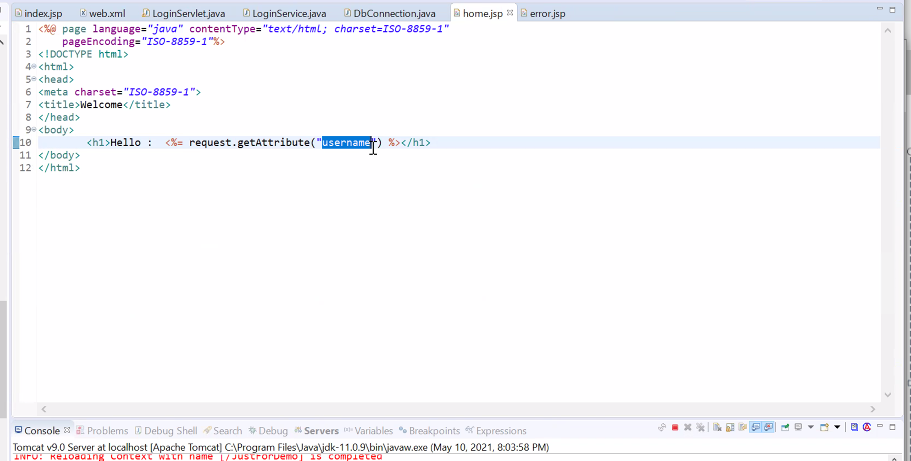 index.jsp web.xml LoginServlet.java LoginService.java DbConnection.java home.jsp error.jsp
1 <%@ page language="java" contentType="text/html; charset=ISO-8859-1"
2 pageEncoding="ISO-8859-1"%>
3 <!DOCTYPE html>
4 <html>
5 <head>
6 <meta charset="ISO-8859-1">
7 <title>Welcome</title>
8 </head>
9 <body>
10 <h1>Hello : <%= request.getAttribute("username") %></h1>
11 </body>
12 </html>
Console Problems Debug Shell Search Debug Servers Variables Breakpoints Expressions
Tomcat v9.0 Server at localhost [Apache Tomcat] C:\Program Files\Java\jdk-11.0.9\bin\javaw.exe (May 10, 2021, 8:03:58 PM)
INFO: Reloading Context with name [/JustForDemo] is completed